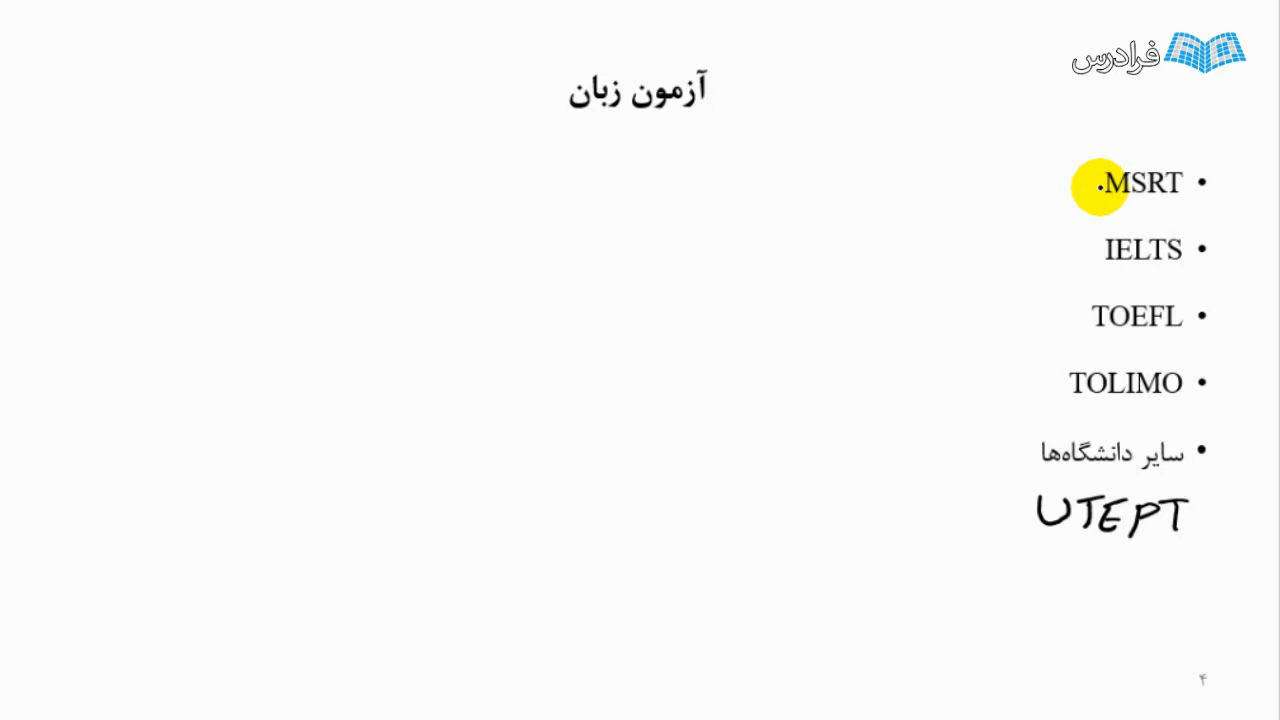 فرادرس
آزمون زبان
• MSRT
• IELTS
• TOEFL
• TOLIMO
• سایر دانشگاه‌ها
UTEPT
۴